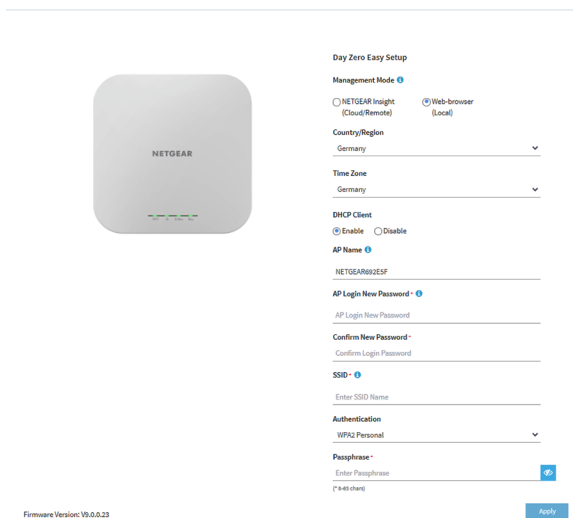 Day Zero Easy Setup
Management Mode
NETGEAR Insight
(Cloud/Remote)
Web-browser
(Local)
Country/Region
Germany
Time Zone
Germany
DHCP Client
Enable
Disable
AP Name
NETGEAR692E5F
AP Login New Password *
AP Login New Password
Confirm New Password *
Confirm Login Password
SSID *
Enter SSID Name
Authentication
WPA2 Personal
Passphrase *
Enter Passphrase
(* 8-63 chars)
Apply
NETGEAR
Firmware Version: V9.0.0.23